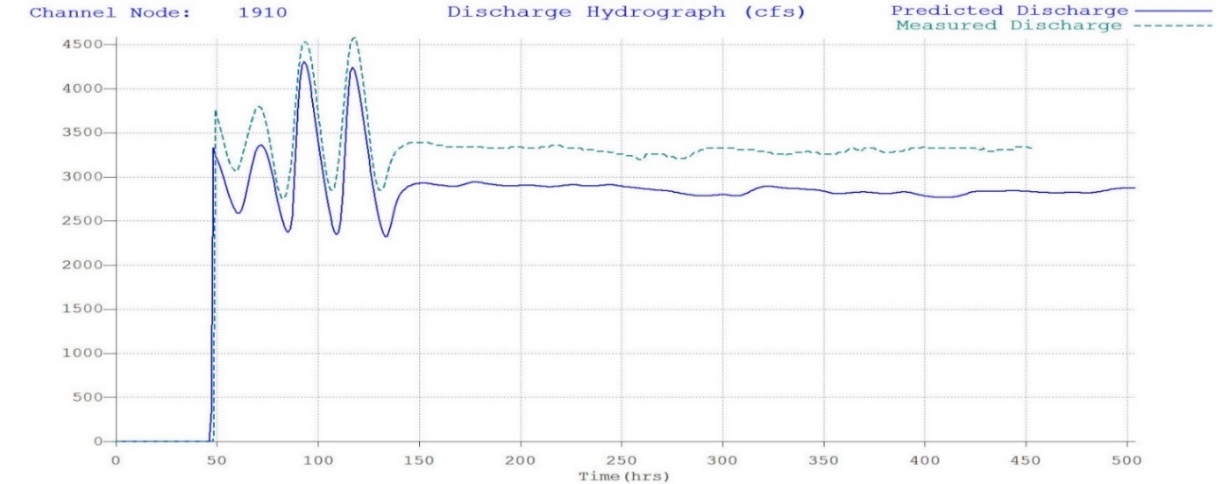 Channel Node: 1910 Discharge Hydrograph (cfs) Predicted Discharge
Measured Discharge
4500
4000
3500
3000
2500
2000
1500
1000
500
0
0 50 100 150 200 250 300 350 400 450 500
Time(hrs)